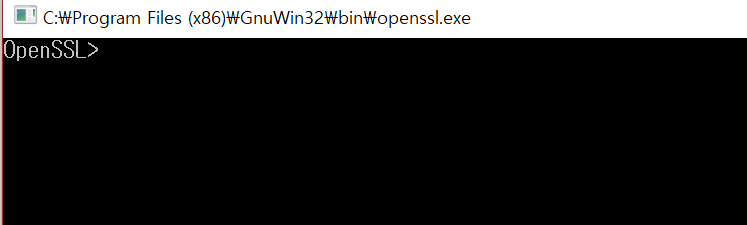 C:₩Program Files (x86)₩GnuWin32₩bin₩openssl.exe
OpenSSL>